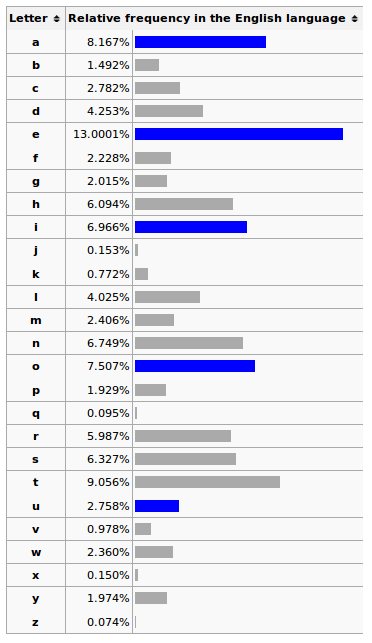 Letter Relative frequency in the English language
a 8.167%
b 1.492%
c 2.782%
d 4.253%
e 13.0001%
f 2.228%
g 2.015%
h 6.094%
i 6.966%
j 0.153%
k 0.772%
l 4.025%
m 2.406%
n 6.749%
o 7.507%
p 1.929%
q 0.095%
r 5.987%
s 6.327%
t 9.056%
u 2.758%
v 0.978%
w 2.360%
x 0.150%
y 1.974%
z 0.074%